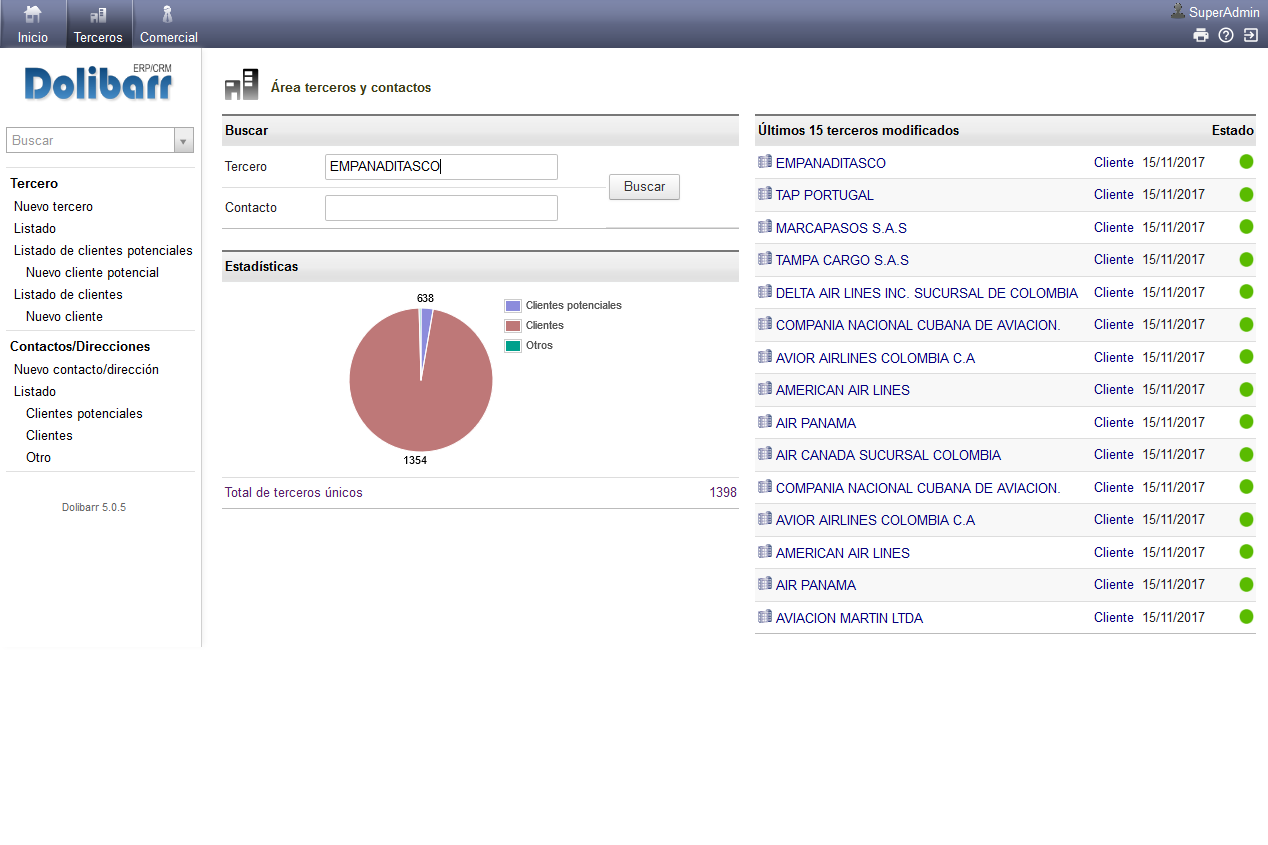 Inicio
Terceros
Comercial
SuperAdmin
Dolibarr ERP/CRM
Buscar
Tercero
Nuevo tercero
Listado
Listado de clientes potenciales
Nuevo cliente potencial
Listado de clientes
Nuevo cliente
Contactos/Direcciones
Nuevo contacto/dirección
Listado
Clientes potenciales
Clientes
Otro
Dolibarr 5.0.5
Área terceros y contactos
Buscar
Tercero EMPANADITASCO
Contacto
Buscar
Estadísticas
638
1354
Clientes potenciales
Clientes
Otros
Total de terceros únicos 1398
Últimos 15 terceros modificados Estado
EMPANADITASCO Cliente 15/11/2017
TAP PORTUGAL Cliente 15/11/2017
MARCAPASOS S.A.S Cliente 15/11/2017
TAMPA CARGO S.A.S Cliente 15/11/2017
DELTA AIR LINES INC. SUCURSAL DE COLOMBIA Cliente 15/11/2017
COMPANIA NACIONAL CUBANA DE AVIACION. Cliente 15/11/2017
AVIOR AIRLINES COLOMBIA C.A Cliente 15/11/2017
AMERICAN AIR LINES Cliente 15/11/2017
AIR PANAMA Cliente 15/11/2017
AIR CANADA SUCURSAL COLOMBIA Cliente 15/11/2017
COMPANIA NACIONAL CUBANA DE AVIACION. Cliente 15/11/2017
AVIOR AIRLINES COLOMBIA C.A Cliente 15/11/2017
AMERICAN AIR LINES Cliente 15/11/2017
AIR PANAMA Cliente 15/11/2017
AVIACION MARTIN LTDA Cliente 15/11/2017